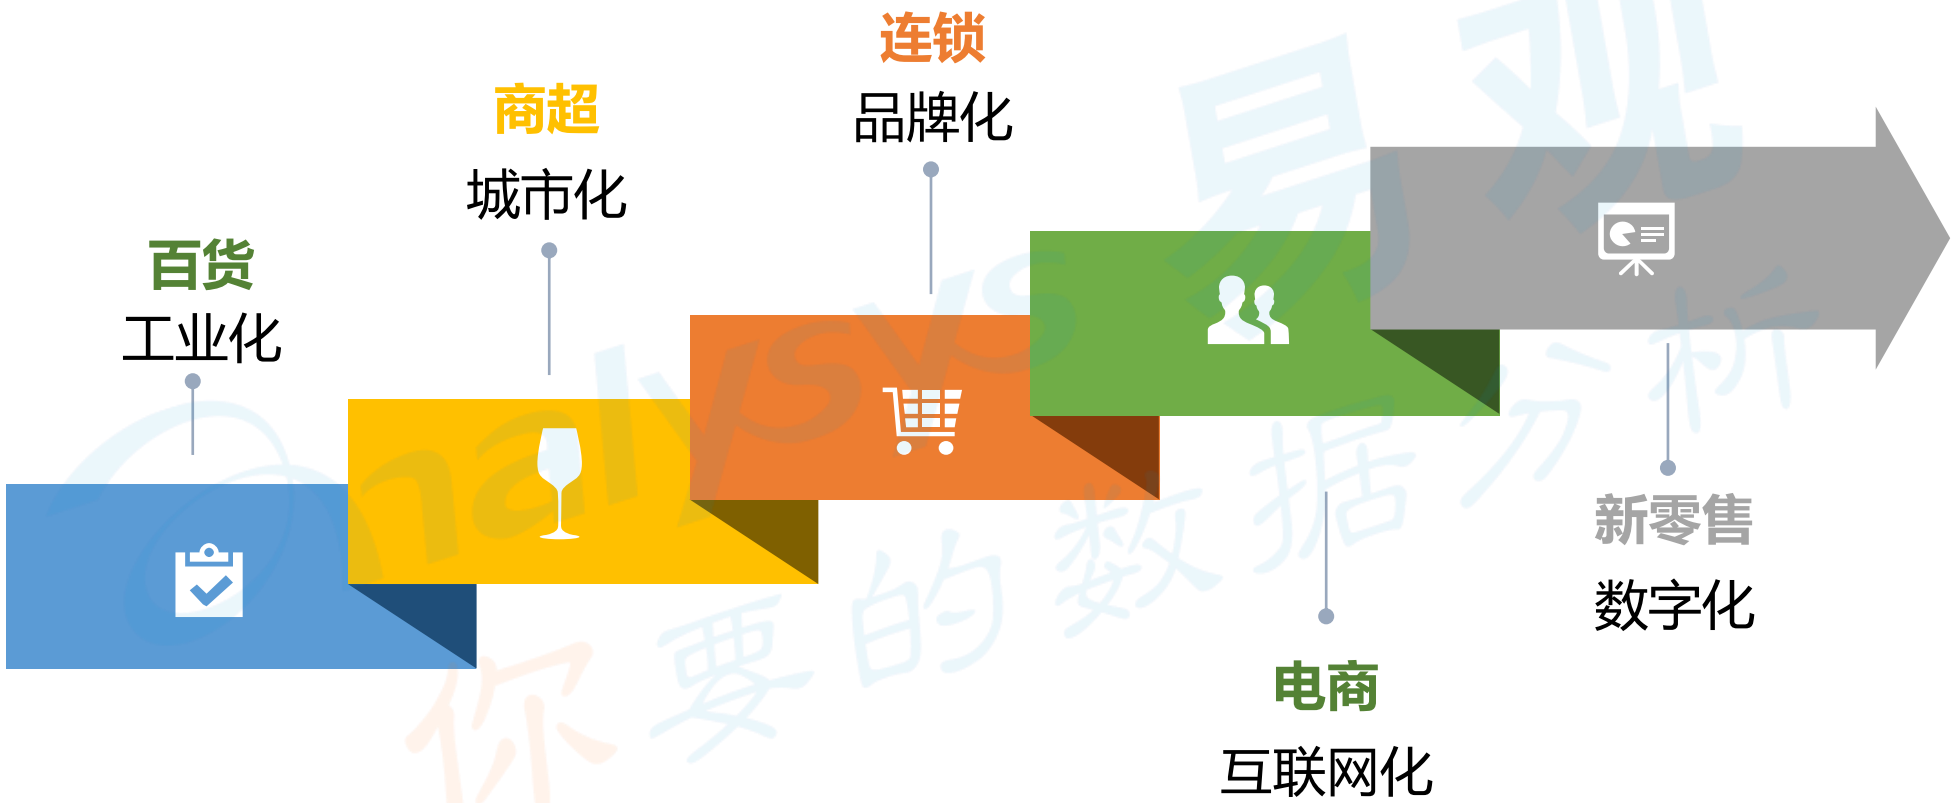 百货
工业化
商超
城市化
连锁
品牌化
电商
互联网化
新零售
数字化
nalysys 易观
你要的数据分析